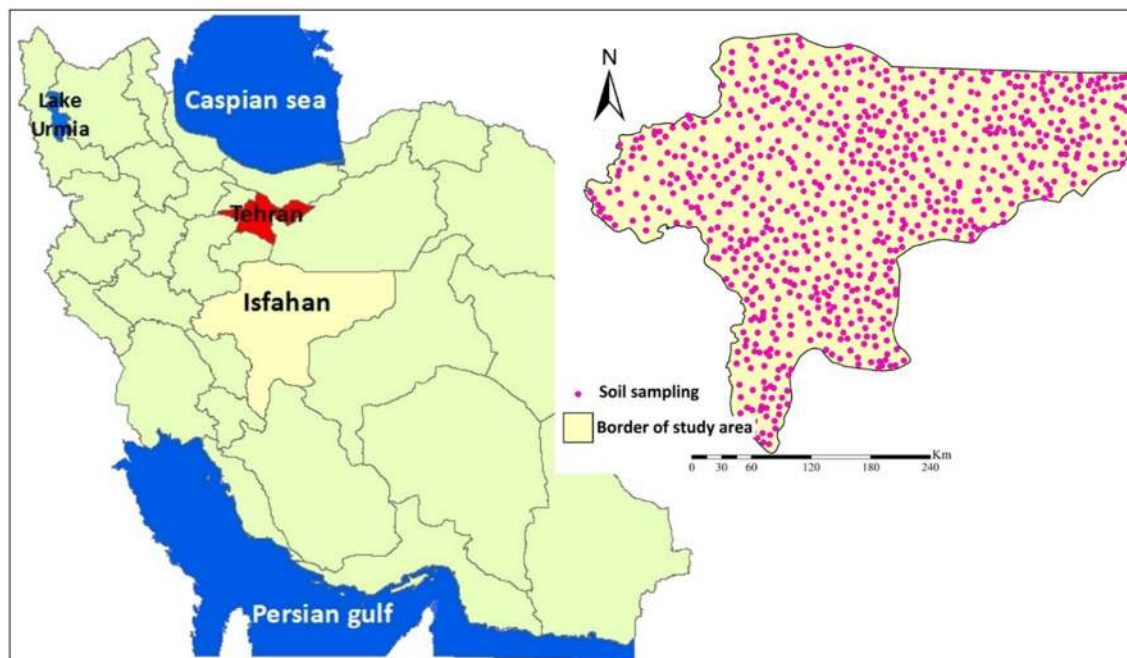 Caspian sea
Lake
Urmia
Tehran
Isfahan
Persian gulf
N
Soil sampling
Border of study area
Km
0 15 30 60 120 180 240